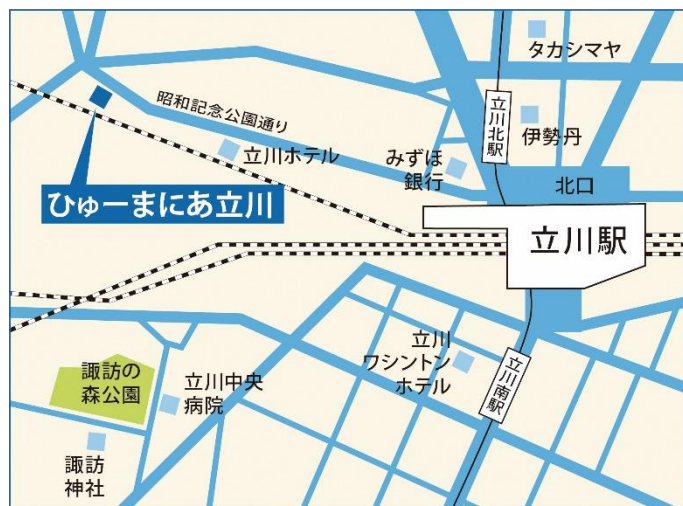 タカシマヤ
昭和記念公園通り
立川北駅
伊勢丹
立川ホテル
みずほ
銀行
北口
ひゅーまにあ立川
立川駅
立川
ワシントン
ホテル
立川南駅
諏訪の
森公園
立川中央
病院
諏訪
神社